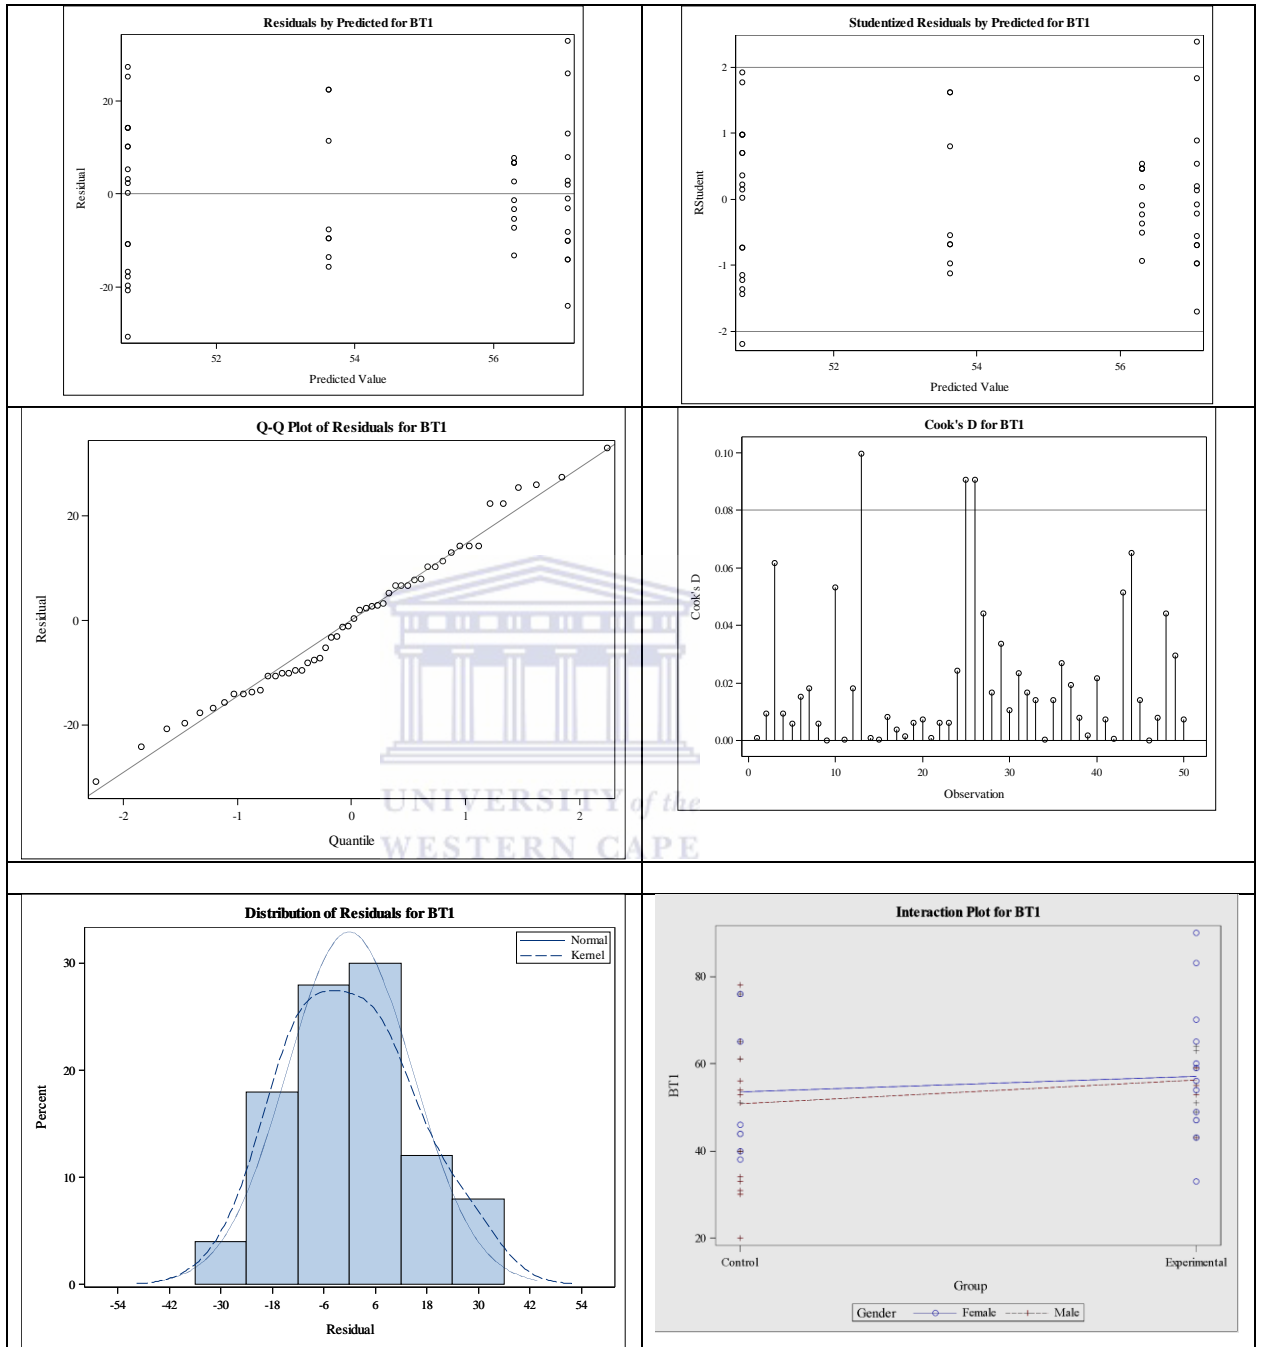 Residuals by Predicted for BT1
20
0
-20
Residual
52 54 56
Predicted Value
Studentized Residuals by Predicted for BT1
2
1
0
-1
-2
RStudent
52 54 56
Predicted Value
Q-Q Plot of Residuals for BT1
20
0
-20
Residual
-2 -1 0 1 2
Quantile
Cook's D for BT1
0.10
0.08
0.06
0.04
0.02
0.00
Cook's D
0 10 20 30 40 50
Observation
UNIVERSITY of the
WESTERN CAPE
Distribution of Residuals for BT1
Normal
Kernel
30
20
10
0
Percent
-54 -42 -30 -18 -6 6 18 30 42 54
Residual
Interaction Plot for BT1
80
60
40
20
BT1
Control Experimental
Group
Gender Female Male